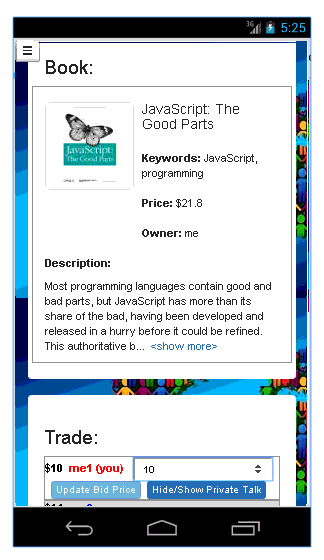 3G 5:25
Book:
JavaScript: The
Good Parts
JavaScript:
The Good Parts
Keywords: JavaScript,
programming
Price: $21.8
Owner: me
Description:
Most programming languages contain good and
bad parts, but JavaScript has more than its
share of the bad, having been developed and
released in a hurry before it could be refined.
This authoritative b... <show more>
Trade:
$10 me1 (you) 10
Update Bid Price Hide/Show Private Talk